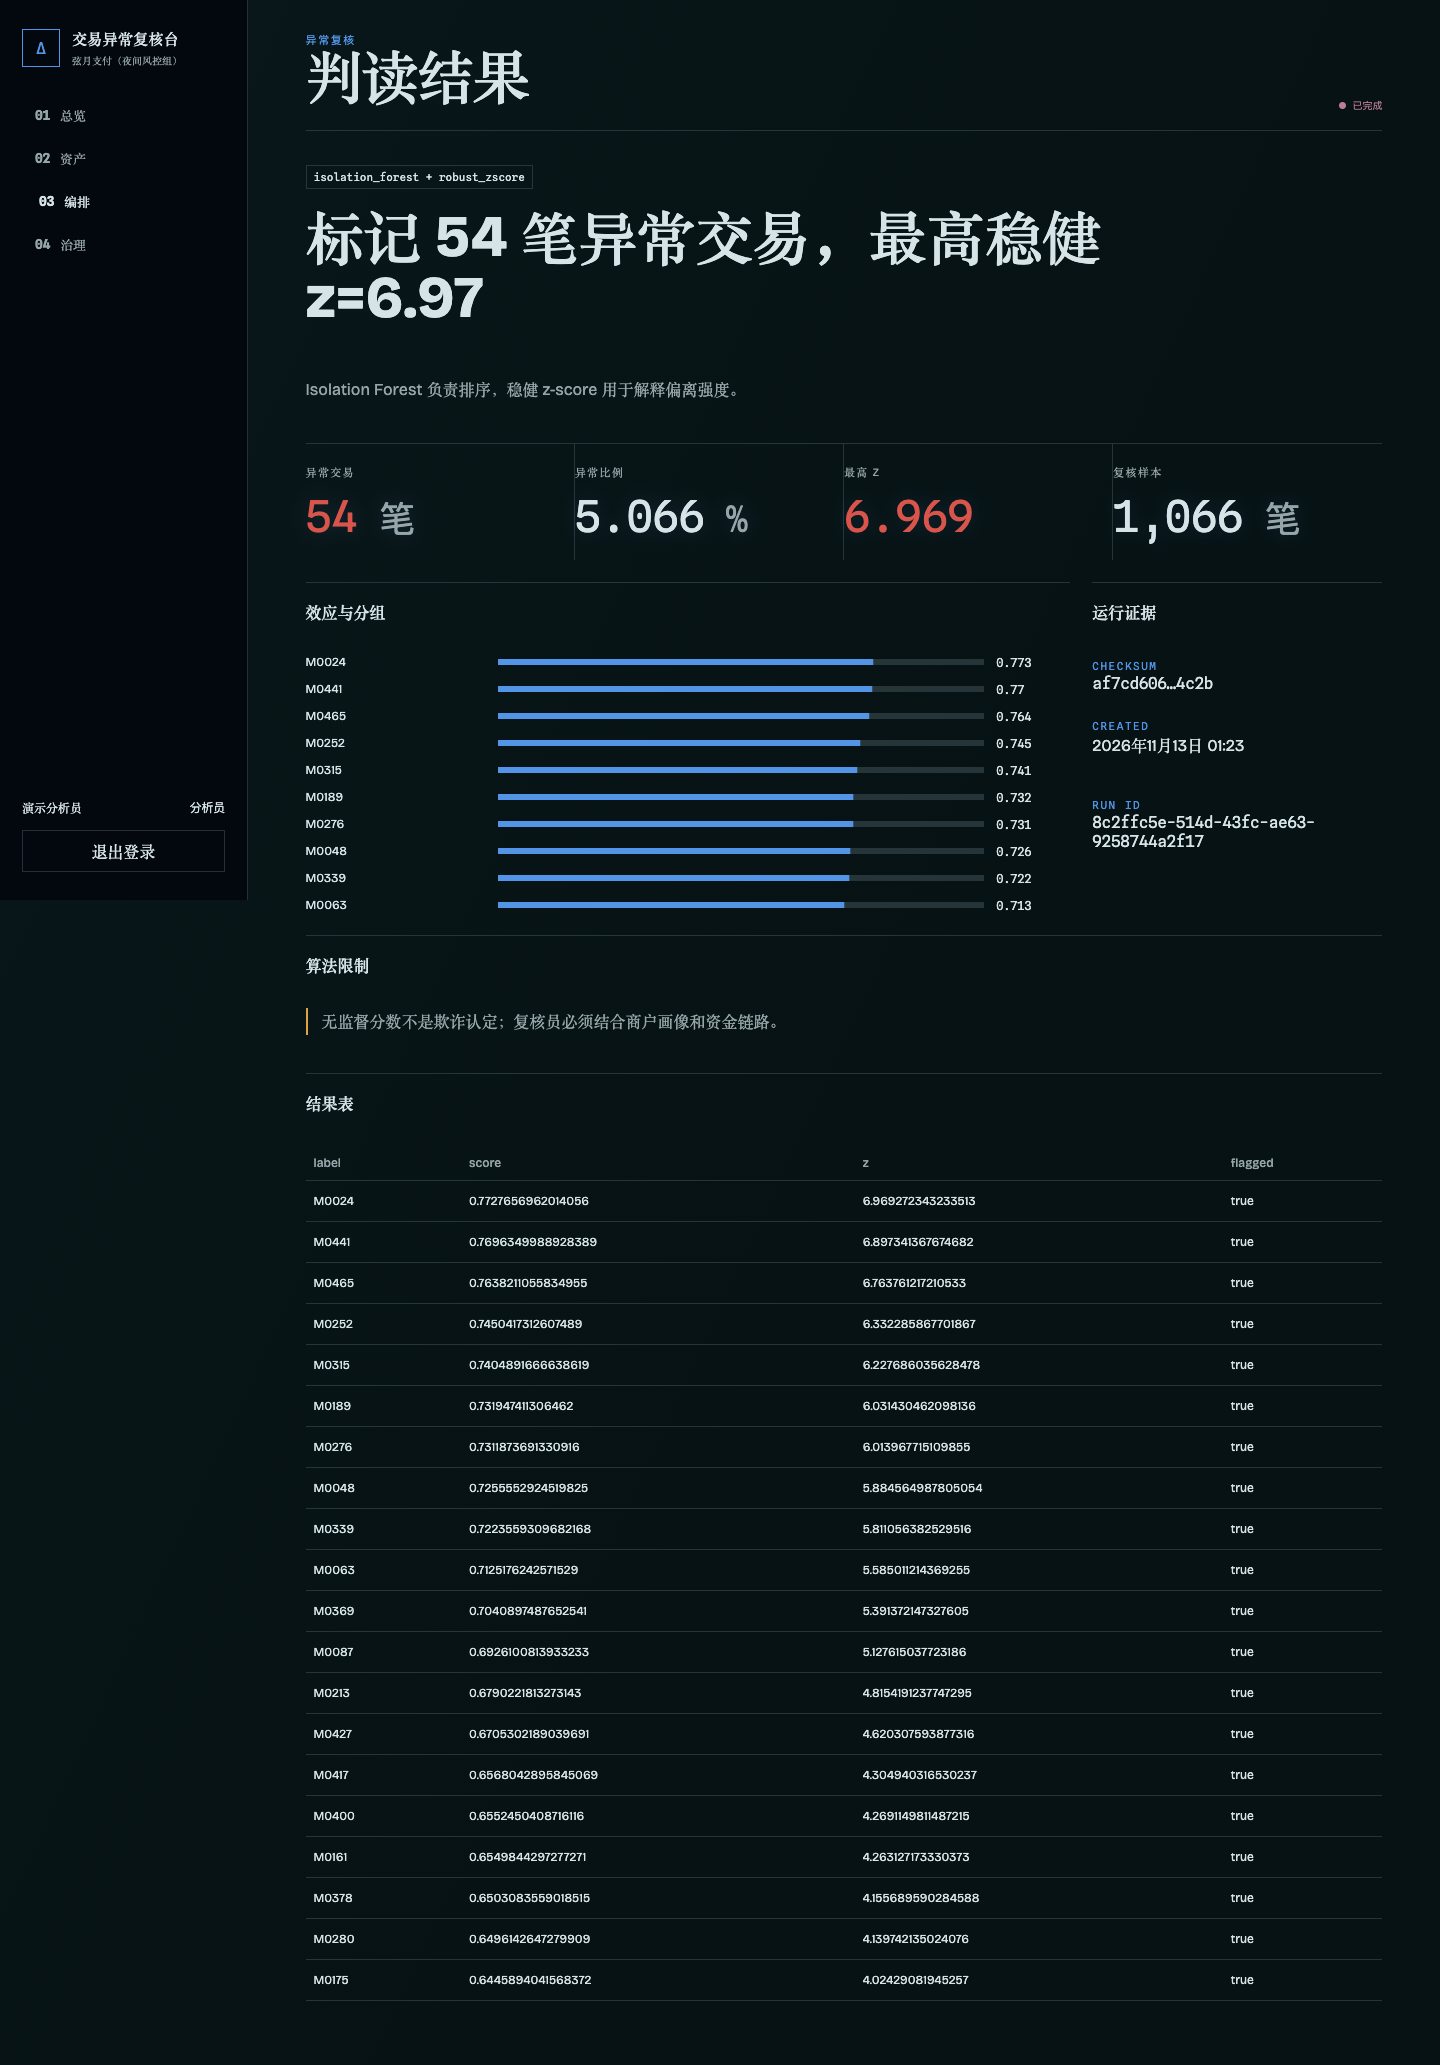 Δ
交易异常复核台
弦月支付（夜间风控组）
01 总览
02 资产
03 编排
04 治理
演示分析员 分析员
退出登录
异常复核
判读结果
已完成
isolation_forest + robust_zscore
标记 54 笔异常交易，最高稳健
z=6.97
Isolation Forest 负责排序，稳健 z-score 用于解释偏离强度。
异常交易 异常比例 最高 Z 复核样本
54 笔 5.066 % 6.969 1,066 笔
效应与分组
M0024 0.773
M0441 0.77
M0465 0.764
M0252 0.745
M0315 0.741
M0189 0.732
M0276 0.731
M0048 0.726
M0339 0.722
M0063 0.713
运行证据
CHECKSUM
af7cd606…4c2b
CREATED
2026年11月13日 01:23
RUN ID
8c2ffc5e-514d-43fc-ae63-
9258744a2f17
算法限制
无监督分数不是欺诈认定；复核员必须结合商户画像和资金链路。
结果表
label score z flagged
M0024 0.7727656962014056 6.969272343233513 true
M0441 0.7696349988928389 6.897341367674682 true
M0465 0.7638211055834955 6.763761217210533 true
M0252 0.7450417312607489 6.332285867701867 true
M0315 0.7404891666638619 6.227686035628478 true
M0189 0.731947411306462 6.031430462098136 true
M0276 0.7311873691330916 6.013967715109855 true
M0048 0.7255552924519825 5.884564987805054 true
M0339 0.7223559309682168 5.811056382529516 true
M0063 0.7125176242571529 5.585011214369255 true
M0369 0.7040897487652541 5.391372147327605 true
M0087 0.6926100813933233 5.127615037723186 true
M0213 0.6790221813273143 4.8154191237747295 true
M0427 0.6705302189039691 4.620307593877316 true
M0417 0.6568042895845069 4.304940316530237 true
M0400 0.6552450408716116 4.2691149811487215 true
M0161 0.6549844297277271 4.263127173330373 true
M0378 0.6503083559018515 4.155689590284588 true
M0280 0.6496142647279909 4.139742135024076 true
M0175 0.6445894041568372 4.02429081945257 true